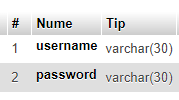 # Nume Tip
1 username varchar(30)
2 password varchar(30)